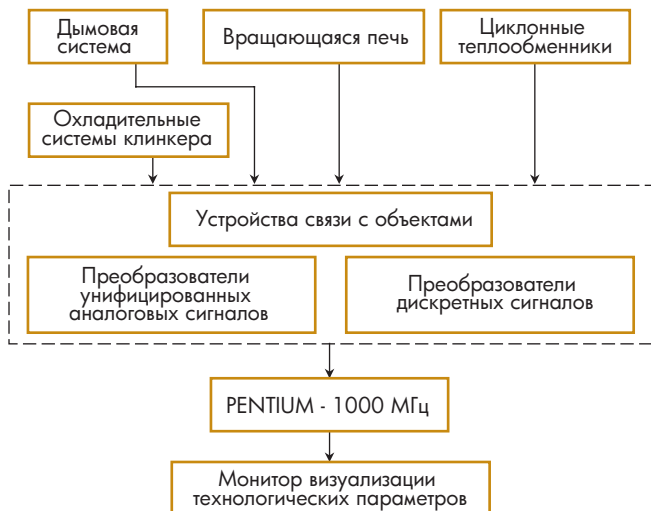 Дымовая
система
Вращающаяся печь
Циклонные
теплообменники
Охладительные
системы клинкера
Устройства связи с объектами
Преобразователи
унифицированных
аналоговых сигналов
Преобразователи
дискретных сигналов
PENTIUM - 1000 МГц
Монитор визуализации
технологических параметров